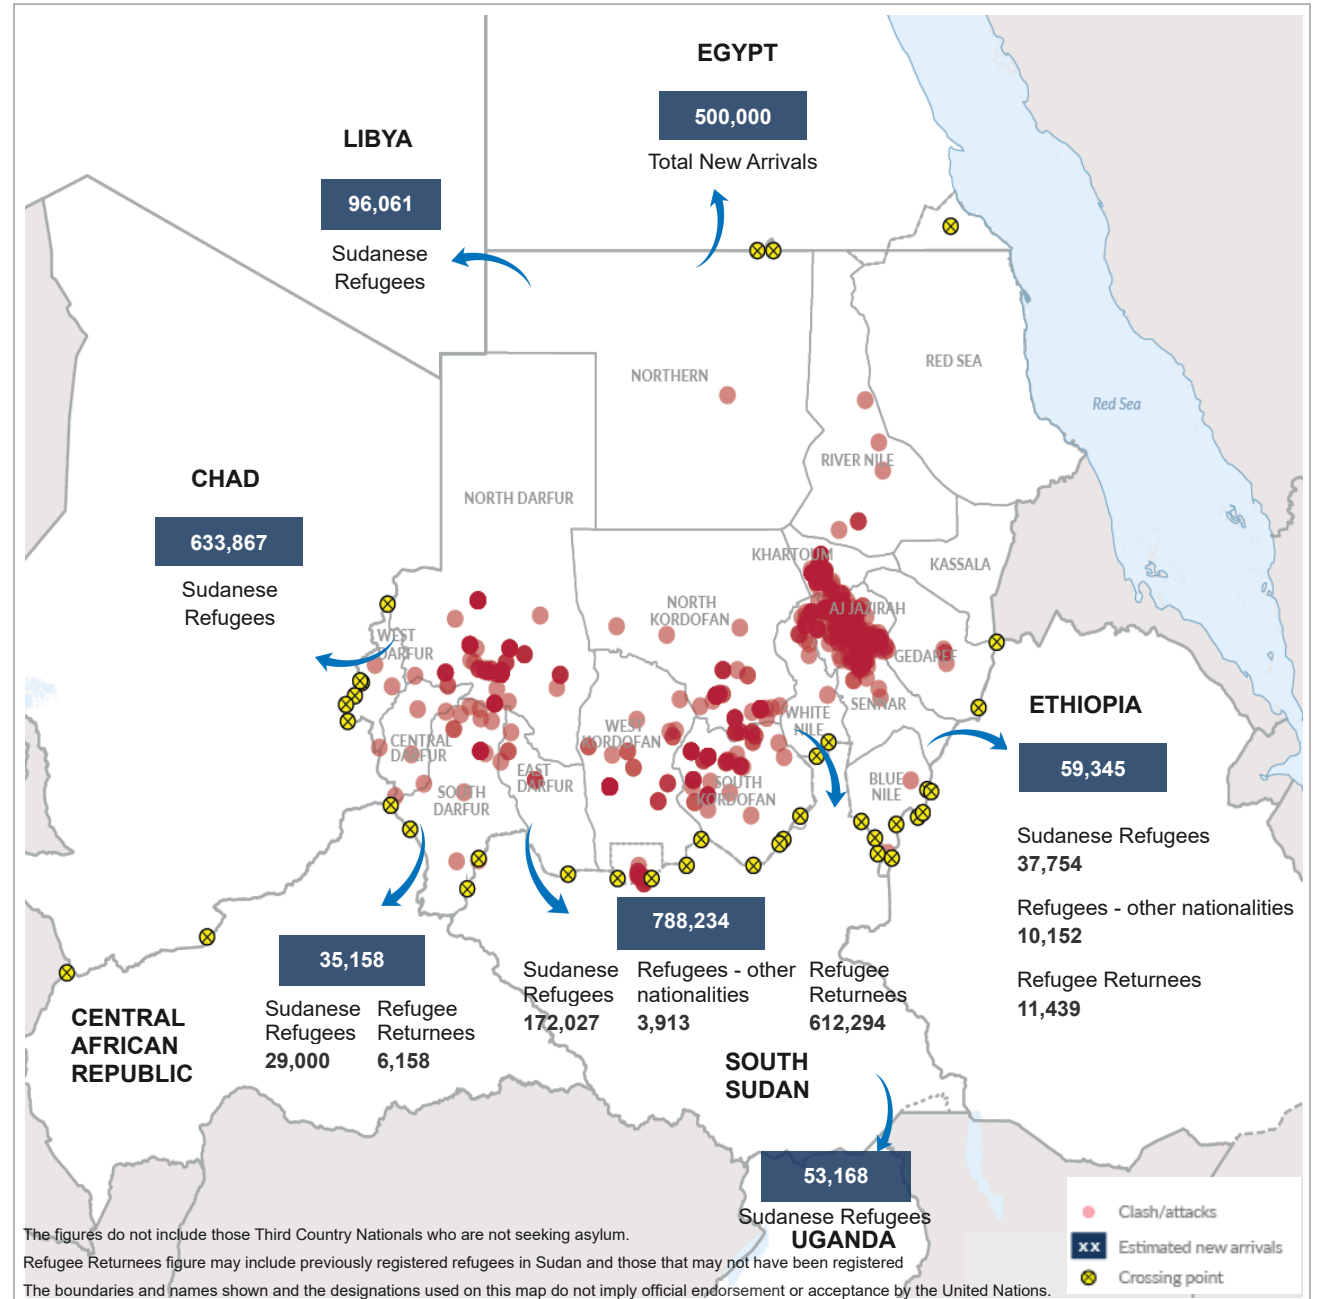 EGYPT
500,000
Total New Arrivals
LIBYA
96,061
Sudanese
Refugees
NORTHERN
RED SEA
Red Sea
RIVER NILE
CHAD
633,867
Sudanese
Refugees
NORTH DARFUR
KHARTOUM
KASSALA
NORTH
KORDOFAN
AJ JAZIRAH
WEST
DARFUR
GEDAREF
SENNAR
WHITE
NILE
WEST
KORDOFAN
CENTRAL
DARFUR
EAST
DARFUR
SOUTH
DARFUR
SOUTH
KORDOFAN
BLUE
NILE
ETHIOPIA
59,345
Sudanese Refugees
37,754
Refugees - other nationalities
10,152
Refugee Returnees
11,439
788,234
Sudanese
Refugees
172,027
Refugees - other
nationalities
3,913
Refugee
Returnees
612,294
35,158
Sudanese
Refugees
29,000
Refugee
Returnees
6,158
CENTRAL
AFRICAN
REPUBLIC
SOUTH
SUDAN
53,168
Sudanese Refugees
UGANDA
Clash/attacks
xx Estimated new arrivals
Crossing point
The figures do not include those Third Country Nationals who are not seeking asylum.
Refugee Returnees figure may include previously registered refugees in Sudan and those that may not have been registered
The boundaries and names shown and the designations used on this map do not imply official endorsement or acceptance by the United Nations.